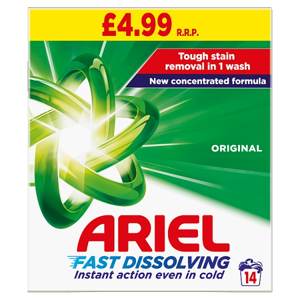 £4.99 R.R.P.
Tough stain
removal in 1 wash
New concentrated formula
ORIGINAL
ARIEL
FAST DISSOLVING
Instant action even in cold
14